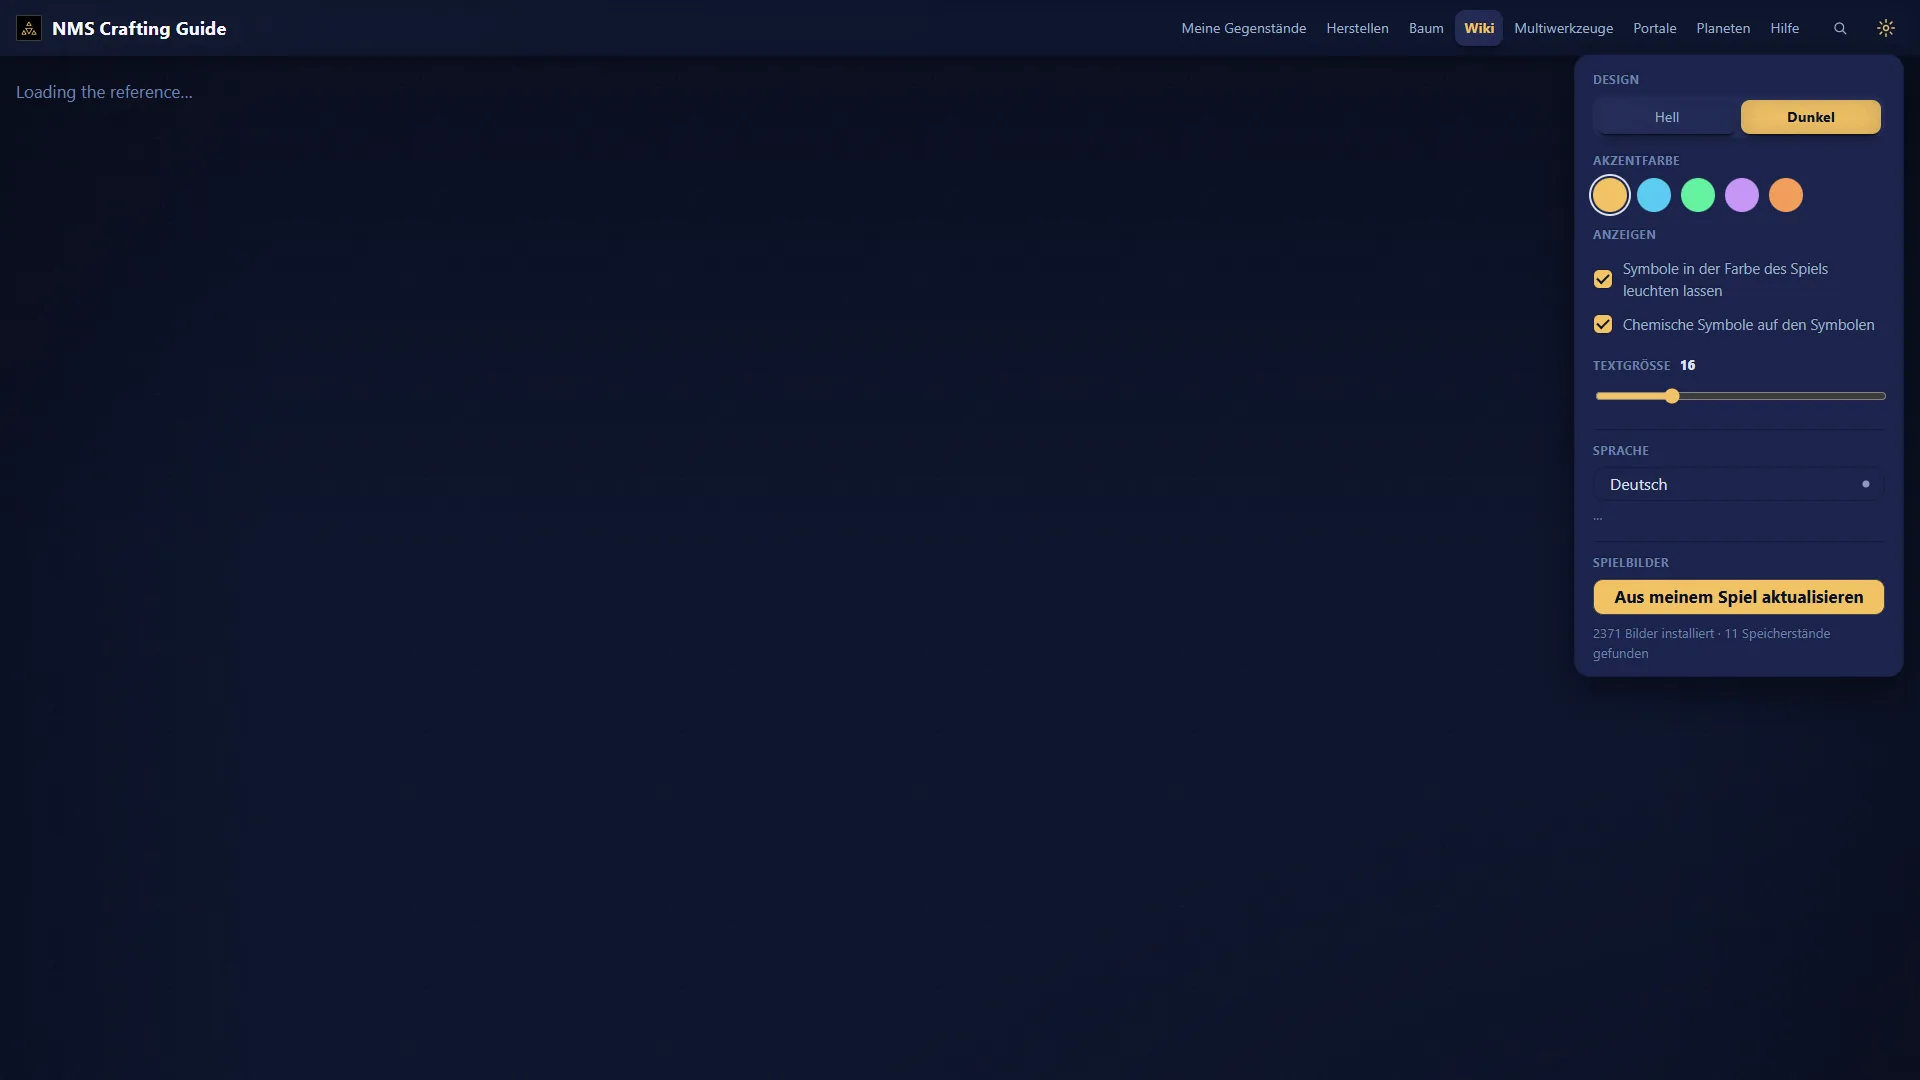 NMS Crafting Guide
Meine Gegenstände
Herstellen
Baum
Wiki
Multiwerkzeuge
Portale
Planeten
Hilfe
Loading the reference...
DESIGN
Hell
Dunkel
AKZENTFARBE
ANZEIGEN
Symbole in der Farbe des Spiels
leuchten lassen
Chemische Symbole auf den Symbolen
TEXTGRÖSSE 16
SPRACHE
Deutsch
...
SPIELBILDER
Aus meinem Spiel aktualisieren
2371 Bilder installiert · 11 Speicherstände
gefunden